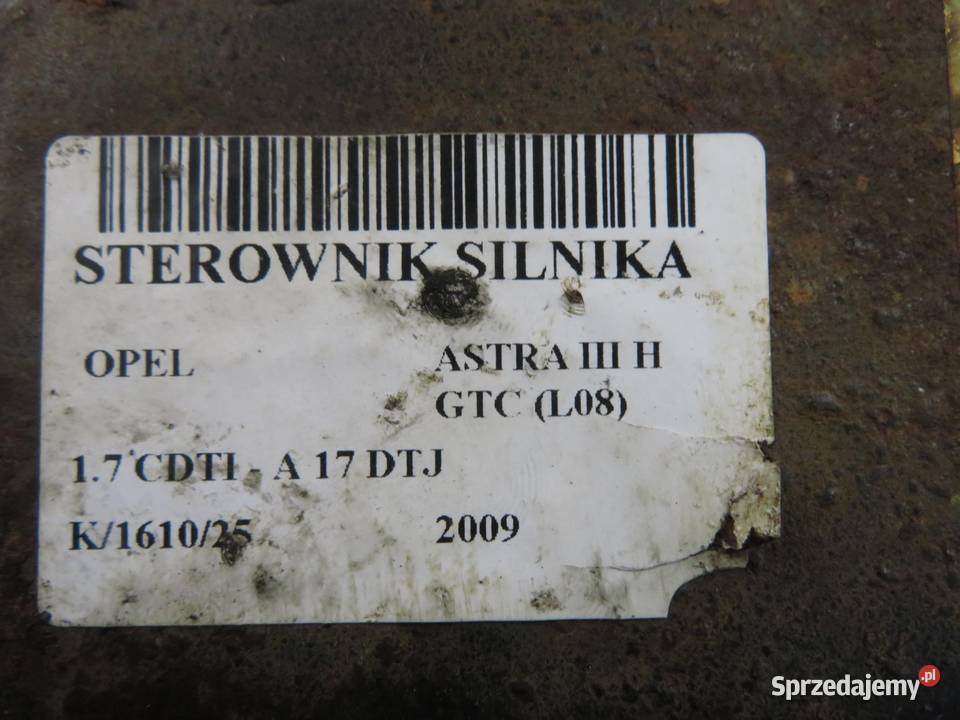 STEROWNIK SILNIKA
OPEL ASTRA III H
GTC (L08)
1.7 CDTI - A 17 DTJ
K/1610/25 2009
Sprzedajemy.pl